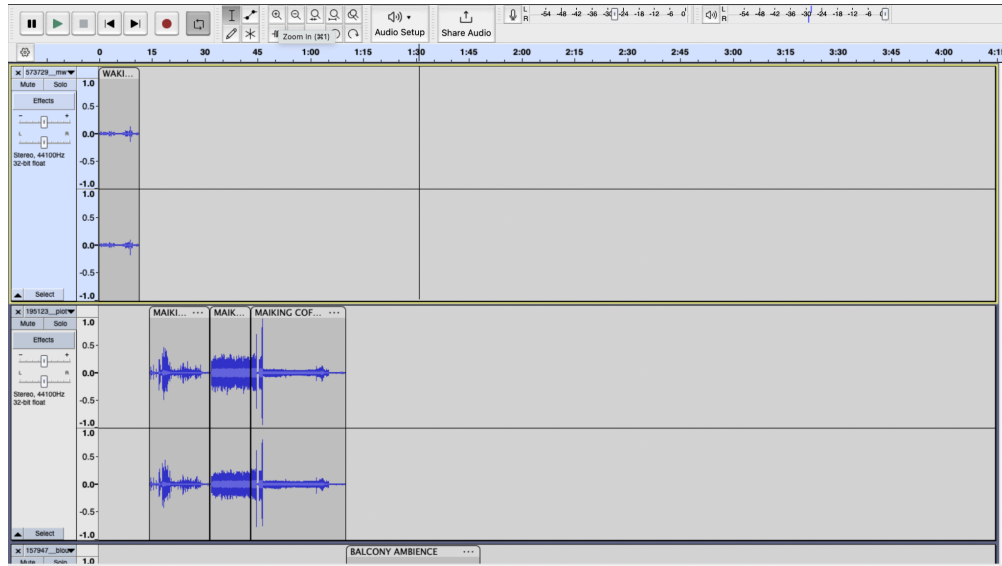 L R -54 -48 -42 -36 -30 -24 -18 -12 -6 0
L R -54 -48 -42 -36 -30 -24 -18 -12 -6 0
Zoom In (⌘1)
Audio Setup
Share Audio
0 15 30 45 1:00 1:15 1:30 1:45 2:00 2:15 2:30 2:45 3:00 3:15 3:30 3:45 4:00
573729__mw
WAKI...
Mute Solo
Effects
- +
L R
Stereo, 44100Hz
32-bit float
Select
1.0
0.5
0.0
-0.5
-1.0
1.0
0.5
0.0
-0.5
-1.0
195123__piot
MAIKI... ...
MAIK...
MAIKING COF... ...
Mute Solo
Effects
- +
L R
Stereo, 44100Hz
32-bit float
Select
1.0
0.5
0.0
-0.5
-1.0
1.0
0.5
0.0
-0.5
-1.0
157947__blou
BALCONY AMBIENCE ...
Mute Solo
1.0